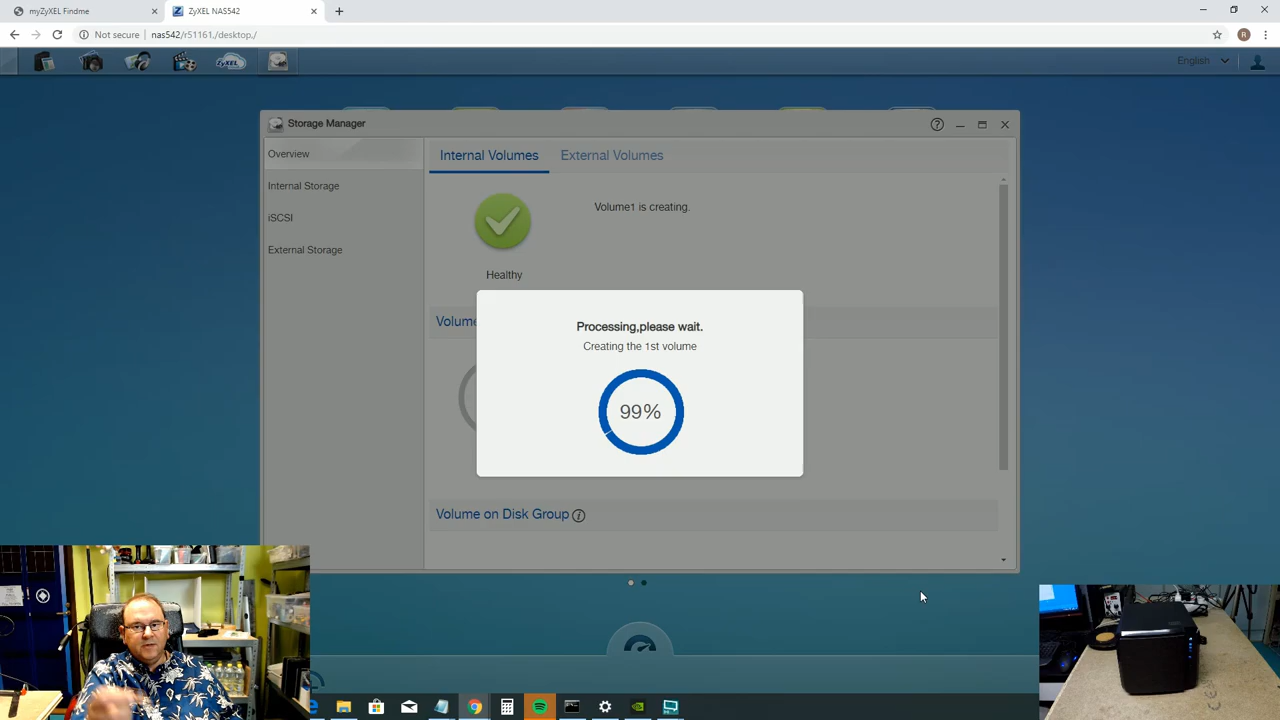 myZyXEL Findme
ZyXEL NAS542
Not secure
nas542/r51161,/desktop,/
R
ZyXEL
English
Storage Manager
Overview
Internal Volumes
External Volumes
Internal Storage
Volume1 is creating.
iSCSI
External Storage
Healthy
Volume
Processing,please wait.
Creating the 1st volume
99%
Volume on Disk Group